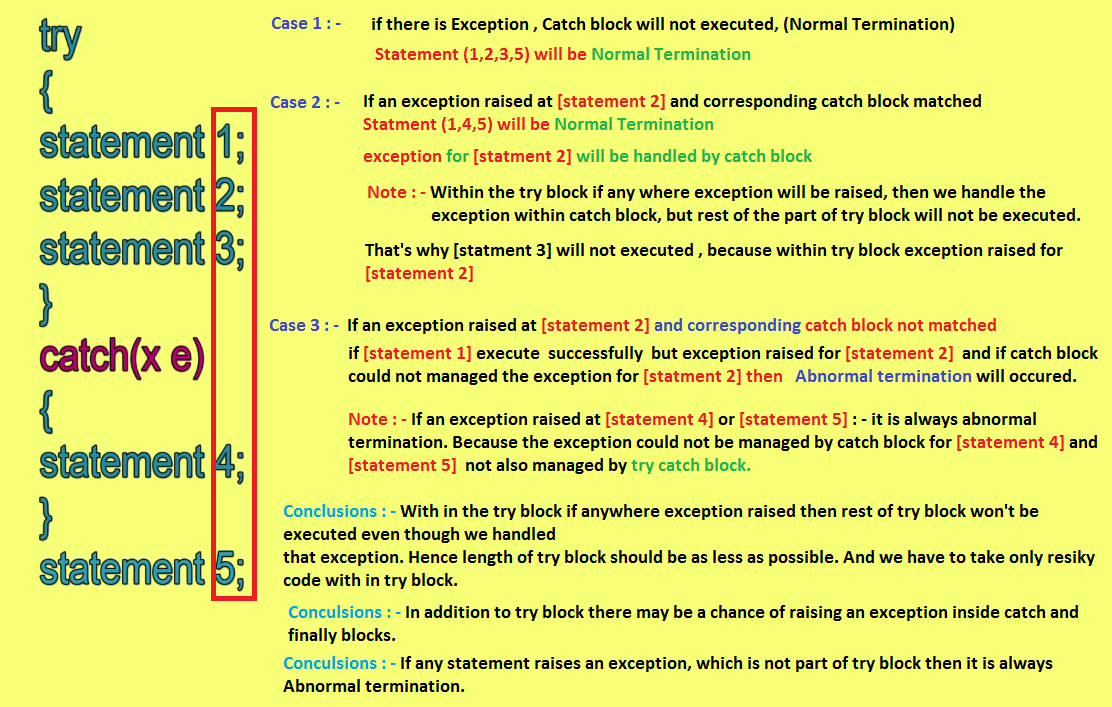 try
{
statement 1;
statement 2;
statement 3;
}
catch(x e)
{
statement 4;
}
statement 5;
Case 1 : - if there is Exception , Catch block will not executed, (Normal Termination)
Statement (1,2,3,5) will be Normal Termination
Case 2 : - If an exception raised at [statement 2] and corresponding catch block matched
Statment (1,4,5) will be Normal Termination
exception for [statment 2] will be handled by catch block
Note : - Within the try block if any where exception will be raised, then we handle the
exception within catch block, but rest of the part of try block will not be executed.
That's why [statment 3] will not executed , because within try block exception raised for
[statement 2]
Case 3 : - If an exception raised at [statement 2] and corresponding catch block not matched
if [statement 1] execute successfully but exception raised for [statement 2] and if catch block
could not managed the exception for [statment 2] then Abnormal termination will occured.
Note : - If an exception raised at [statement 4] or [statement 5] : - it is always abnormal
termination. Because the exception could not be managed by catch block for [statement 4] and
[statement 5] not also managed by try catch block.
Conclusions : - With in the try block if anywhere exception raised then rest of try block won't be
executed even though we handled
that exception. Hence length of try block should be as less as possible. And we have to take only resiky
code with in try block.
Conculsions : - In addition to try block there may be a chance of raising an exception inside catch and
finally blocks.
Conculsions : - If any statement raises an exception, which is not part of try block then it is always
Abnormal termination.